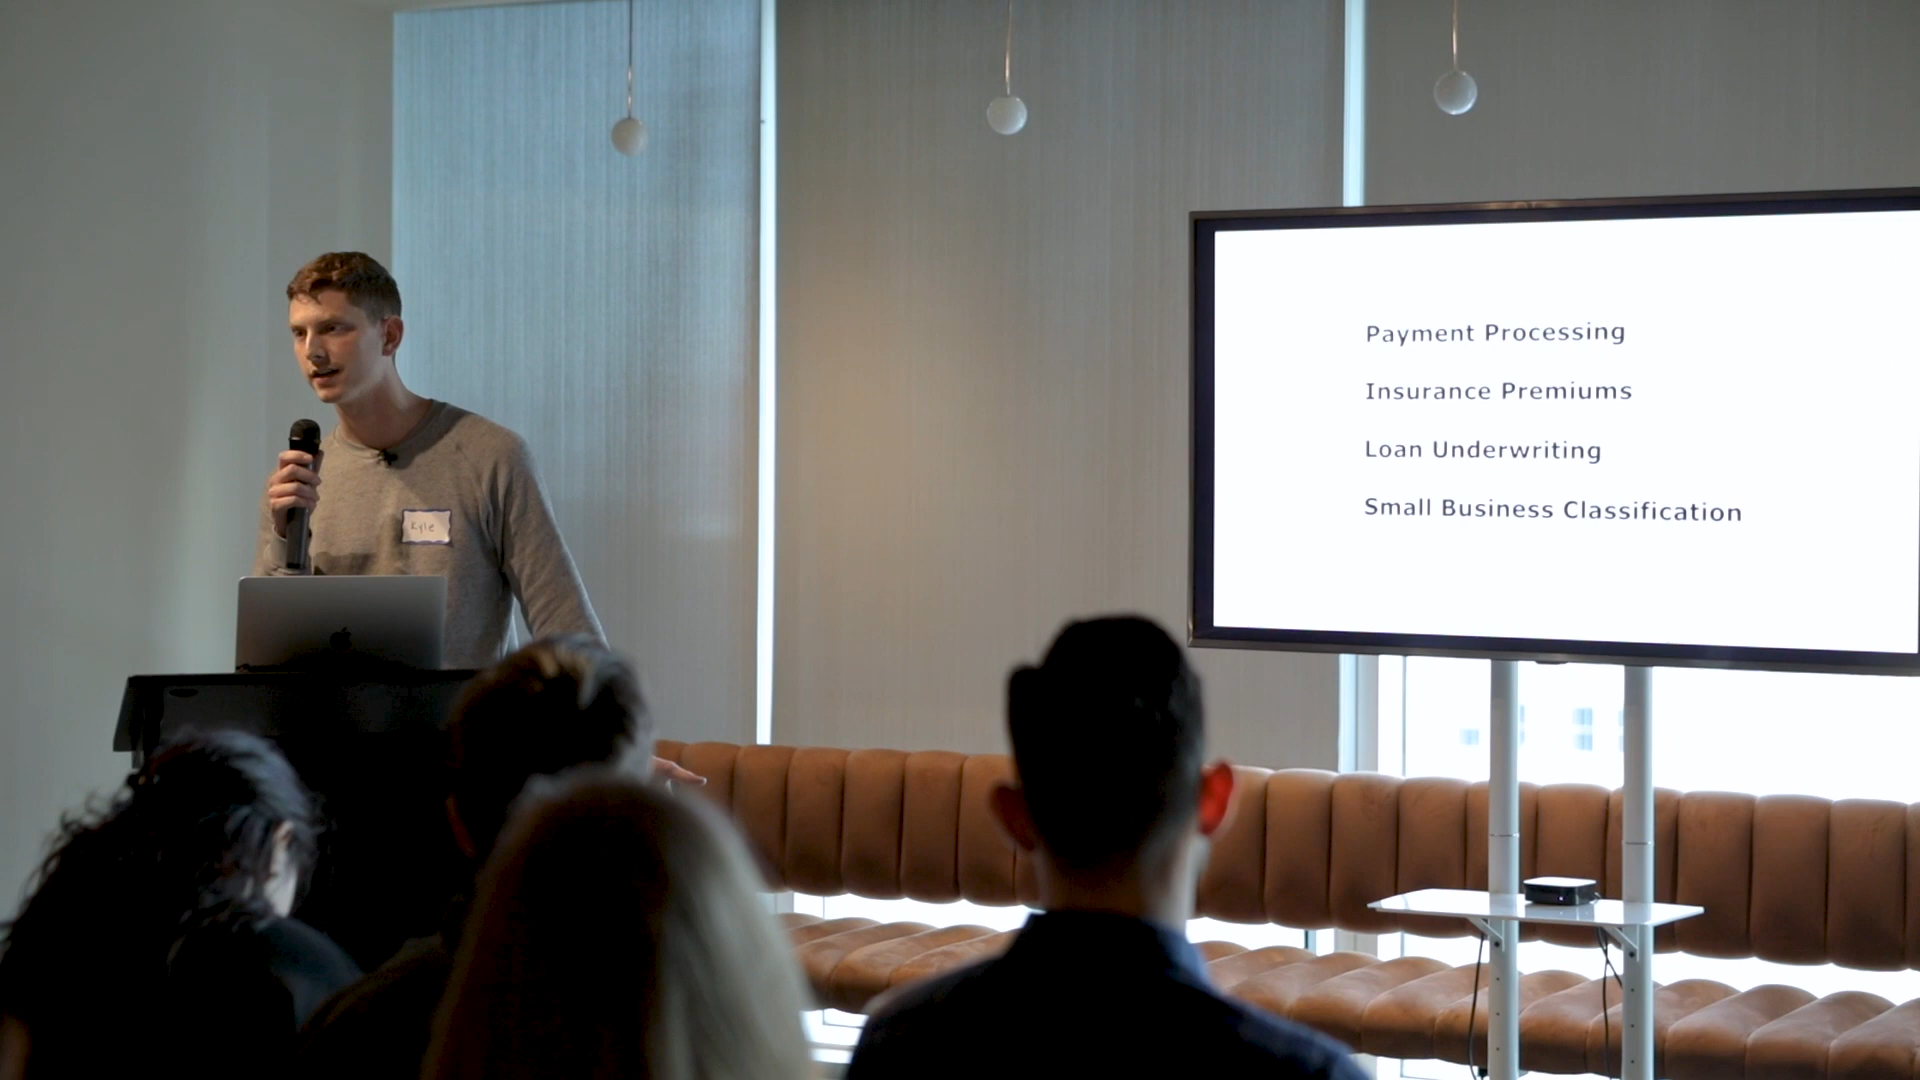 Kyle
Payment Processing
Insurance Premiums
Loan Underwriting
Small Business Classification